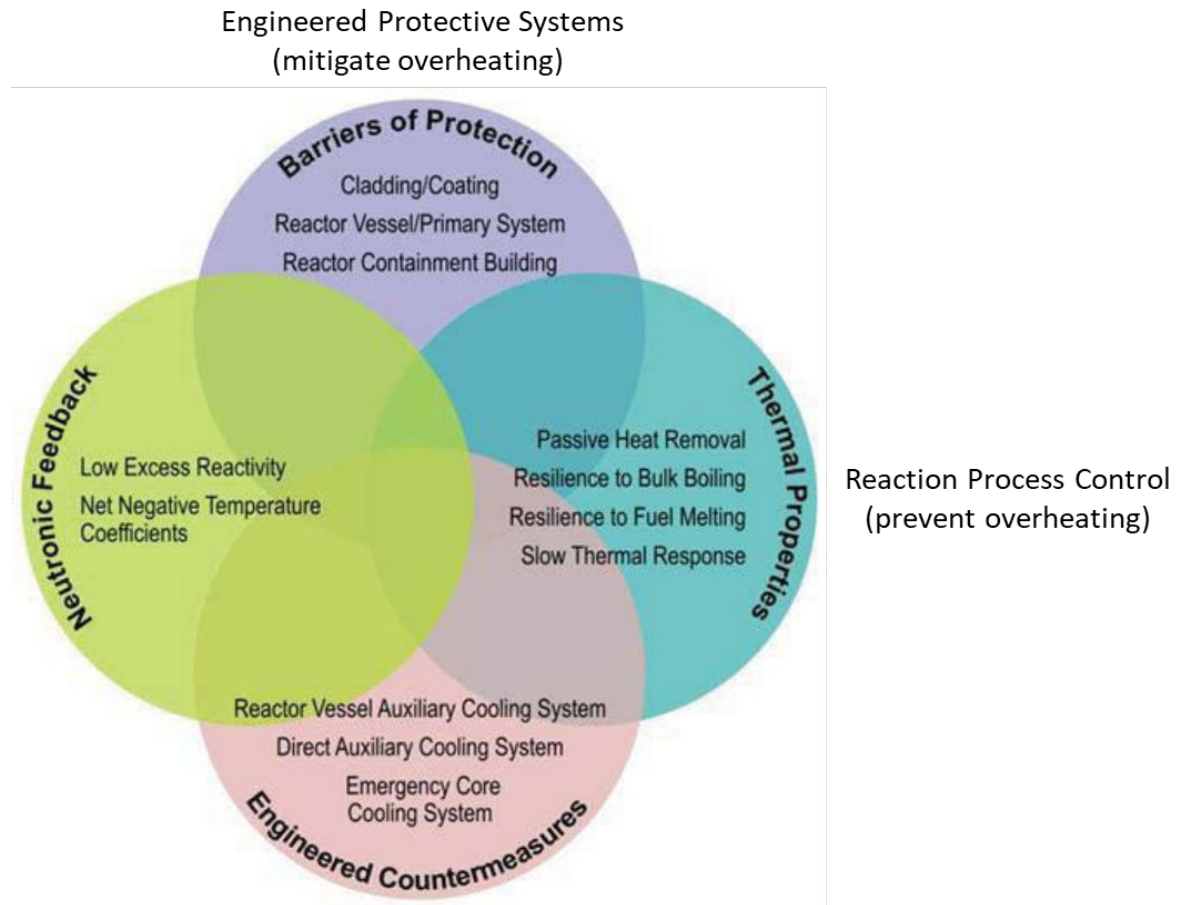 Engineered Protective Systems
(mitigate overheating)
Barriers of Protection
Cladding/Coating
Reactor Vessel/Primary System
Reactor Containment Building
Neutronic Feedback
Low Excess Reactivity
Net Negative Temperature
Coefficients
Thermal Properties
Passive Heat Removal
Resilience to Bulk Boiling
Resilience to Fuel Melting
Slow Thermal Response
Reaction Process Control
(prevent overheating)
Reactor Vessel Auxiliary Cooling System
Direct Auxiliary Cooling System
Emergency Core
Cooling System
Engineered Countermeasures